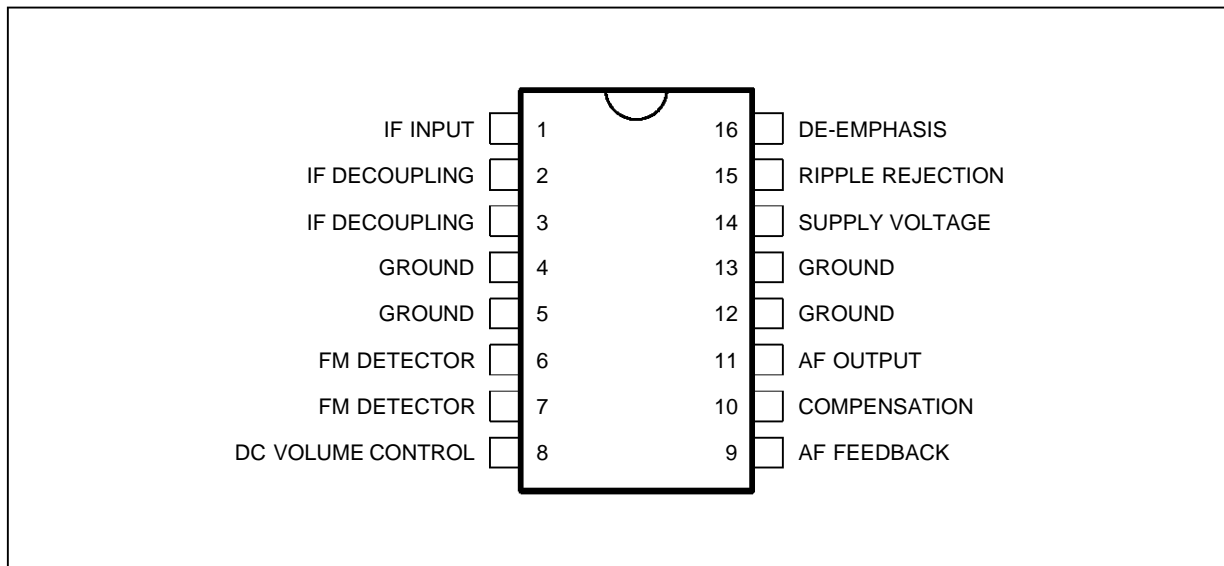 IF INPUT 1 16 DE-EMPHASIS
IF DECOUPLING 2 15 RIPPLE REJECTION
IF DECOUPLING 3 14 SUPPLY VOLTAGE
GROUND 4 13 GROUND
GROUND 5 12 GROUND
FM DETECTOR 6 11 AF OUTPUT
FM DETECTOR 7 10 COMPENSATION
DC VOLUME CONTROL 8 9 AF FEEDBACK